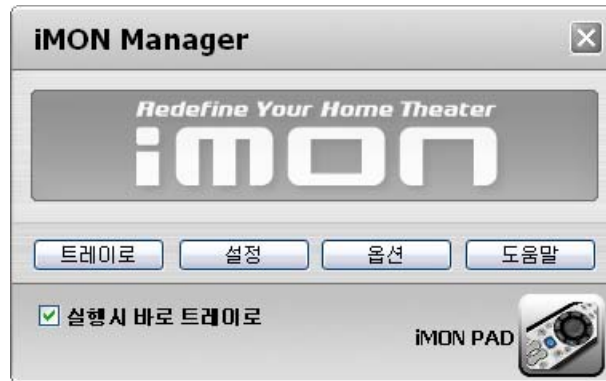 iMON Manager
Redefine Your Home Theater
imon
트레이로 설정 옵션 도움말
실행시 바로 트레이로
iMON PAD